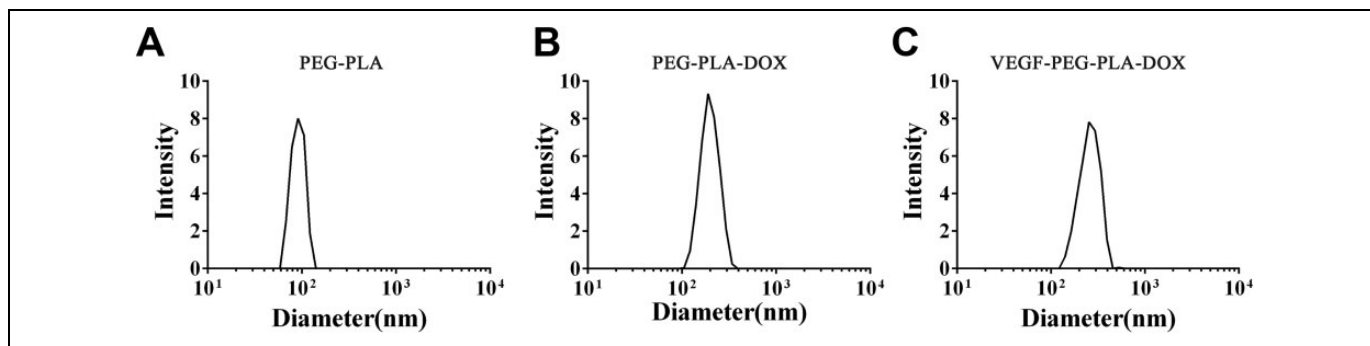 A
PEG-PLA
10
8
6
4
2
0
Intensity
10¹ 10² 10³ 10⁴
Diameter(nm)
B
PEG-PLA-DOX
10
8
6
4
2
0
Intensity
10¹ 10² 10³ 10⁴
Diameter(nm)
C
VEGF-PEG-PLA-DOX
10
8
6
4
2
0
Intensity
10¹ 10² 10³ 10⁴
Diameter(nm)